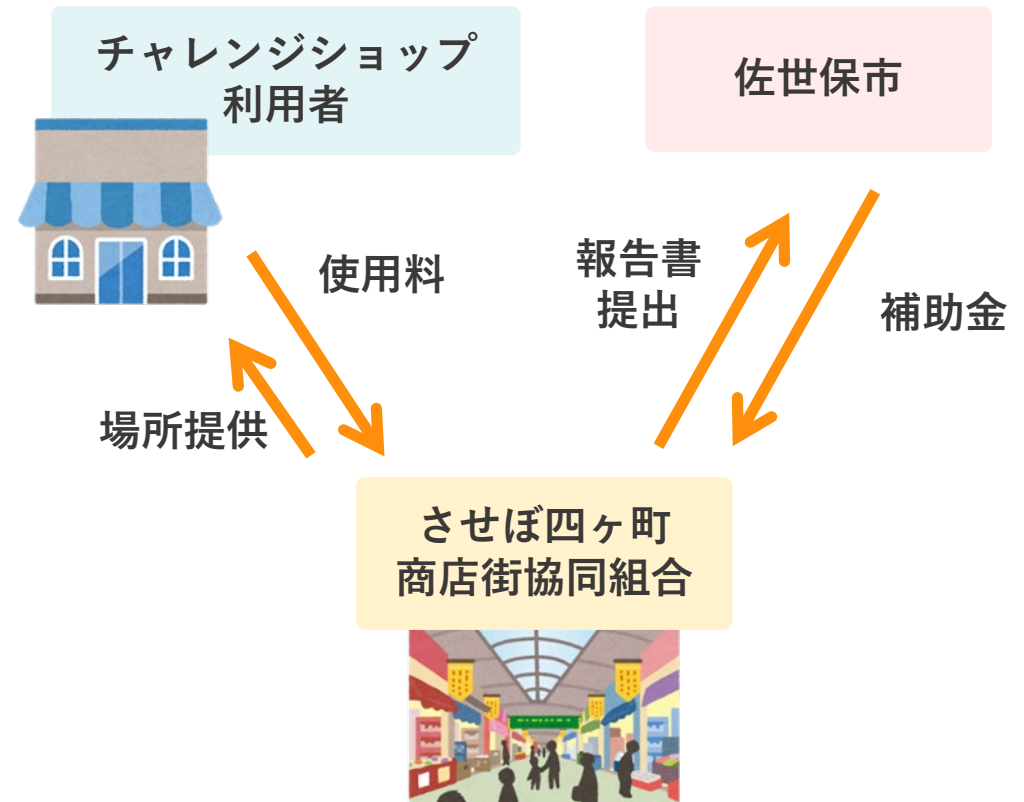 チャレンジショップ
利用者
佐世保市
使用料
報告書
提出
補助金
場所提供
させぼ四ヶ町
商店街協同組合